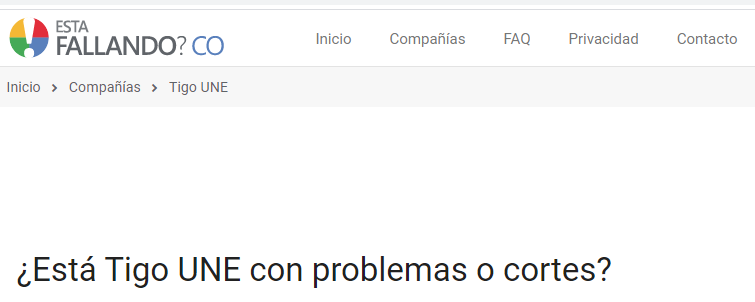 ESTA
FALLANDO? CO
Inicio Compañías FAQ Privacidad Contacto
Inicio > Compañías > Tigo UNE
¿Está Tigo UNE con problemas o cortes?